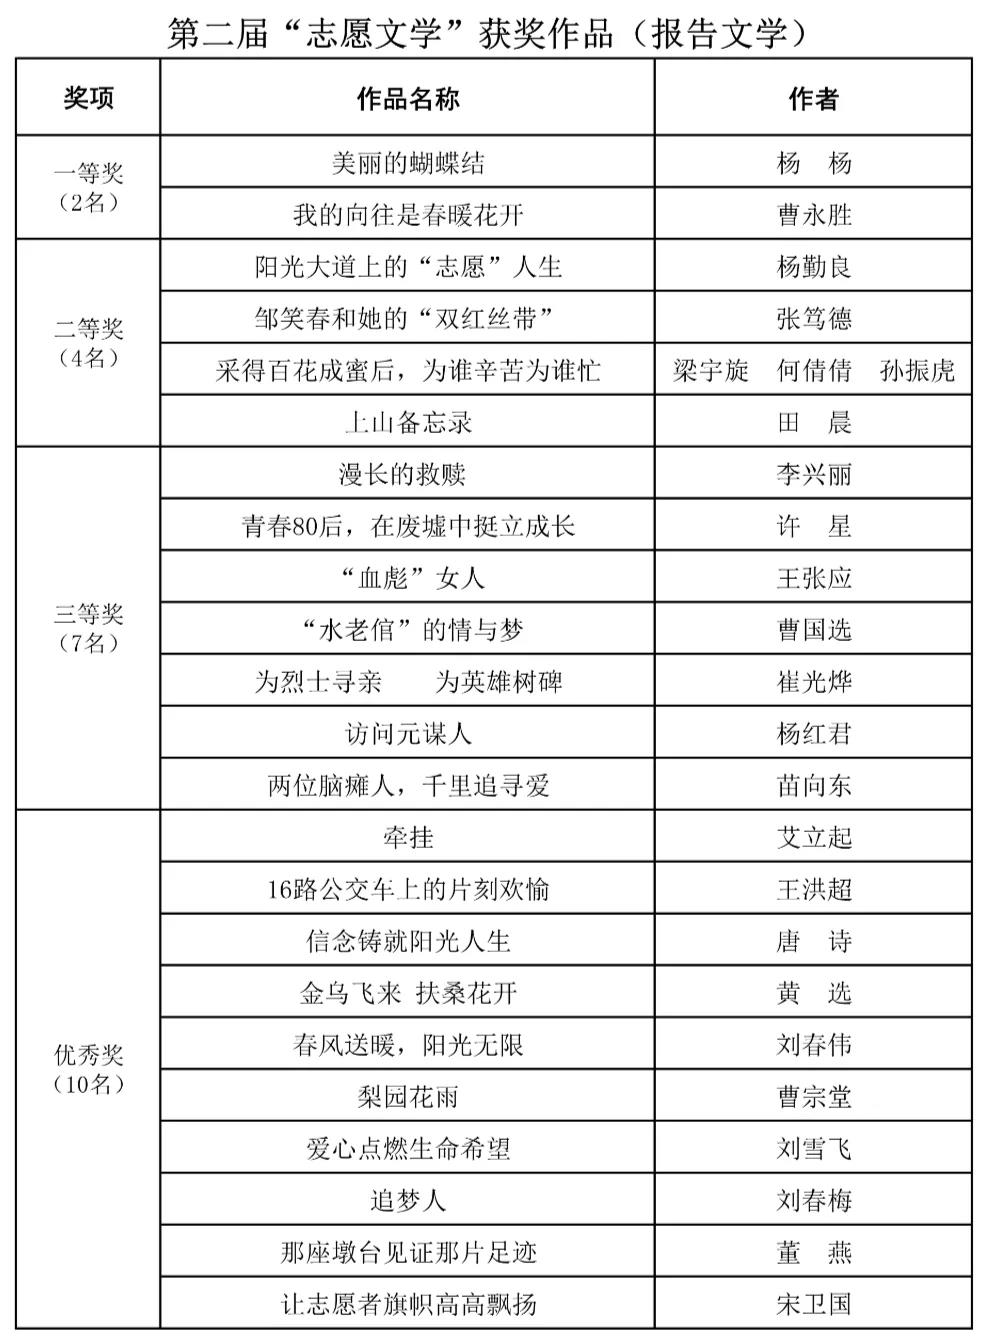 第二届“志愿文学”获奖作品（报告文学）
奖项 作品名称 作者
一等奖
（2名）
美丽的蝴蝶结 杨　杨
我的向往是春暖花开 曹永胜
二等奖
（4名）
阳光大道上的“志愿”人生 杨勤良
邹笑春和她的“双红丝带” 张笃德
采得百花成蜜后，为谁辛苦为谁忙 梁宇旋　何倩倩　孙振虎
上山备忘录 田　晨
三等奖
（7名）
漫长的救赎 李兴丽
青春80后，在废墟中挺立成长 许　星
“血彪”女人 王张应
“水老倌”的情与梦 曹国选
为烈士寻亲　　为英雄树碑 崔光烨
访问元谋人 杨红君
两位脑瘫人，千里追寻爱 苗向东
优秀奖
（10名）
牵挂 艾立起
16路公交车上的片刻欢愉 王洪超
信念铸就阳光人生 唐　诗
金乌飞来 扶桑花开 黄　选
春风送暖，阳光无限 刘春伟
梨园花雨 曹宗堂
爱心点燃生命希望 刘雪飞
追梦人 刘春梅
那座墩台见证那片足迹 董　燕
让志愿者旗帜高高飘扬 宋卫国